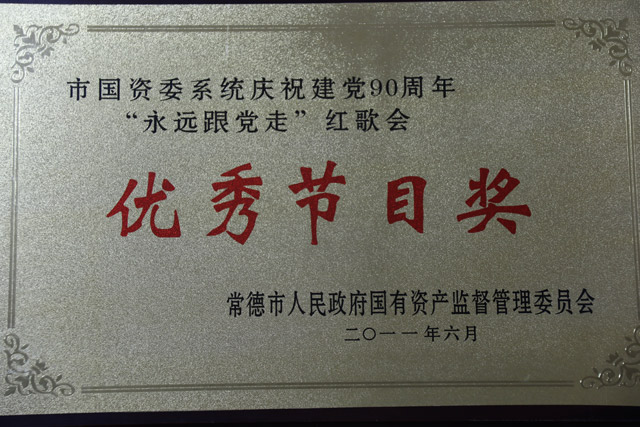 市国资委系统庆祝建党90周年
“永远跟党走”红歌会
优秀节目奖
常德市人民政府国有资产监督管理委员会
二〇一一年六月